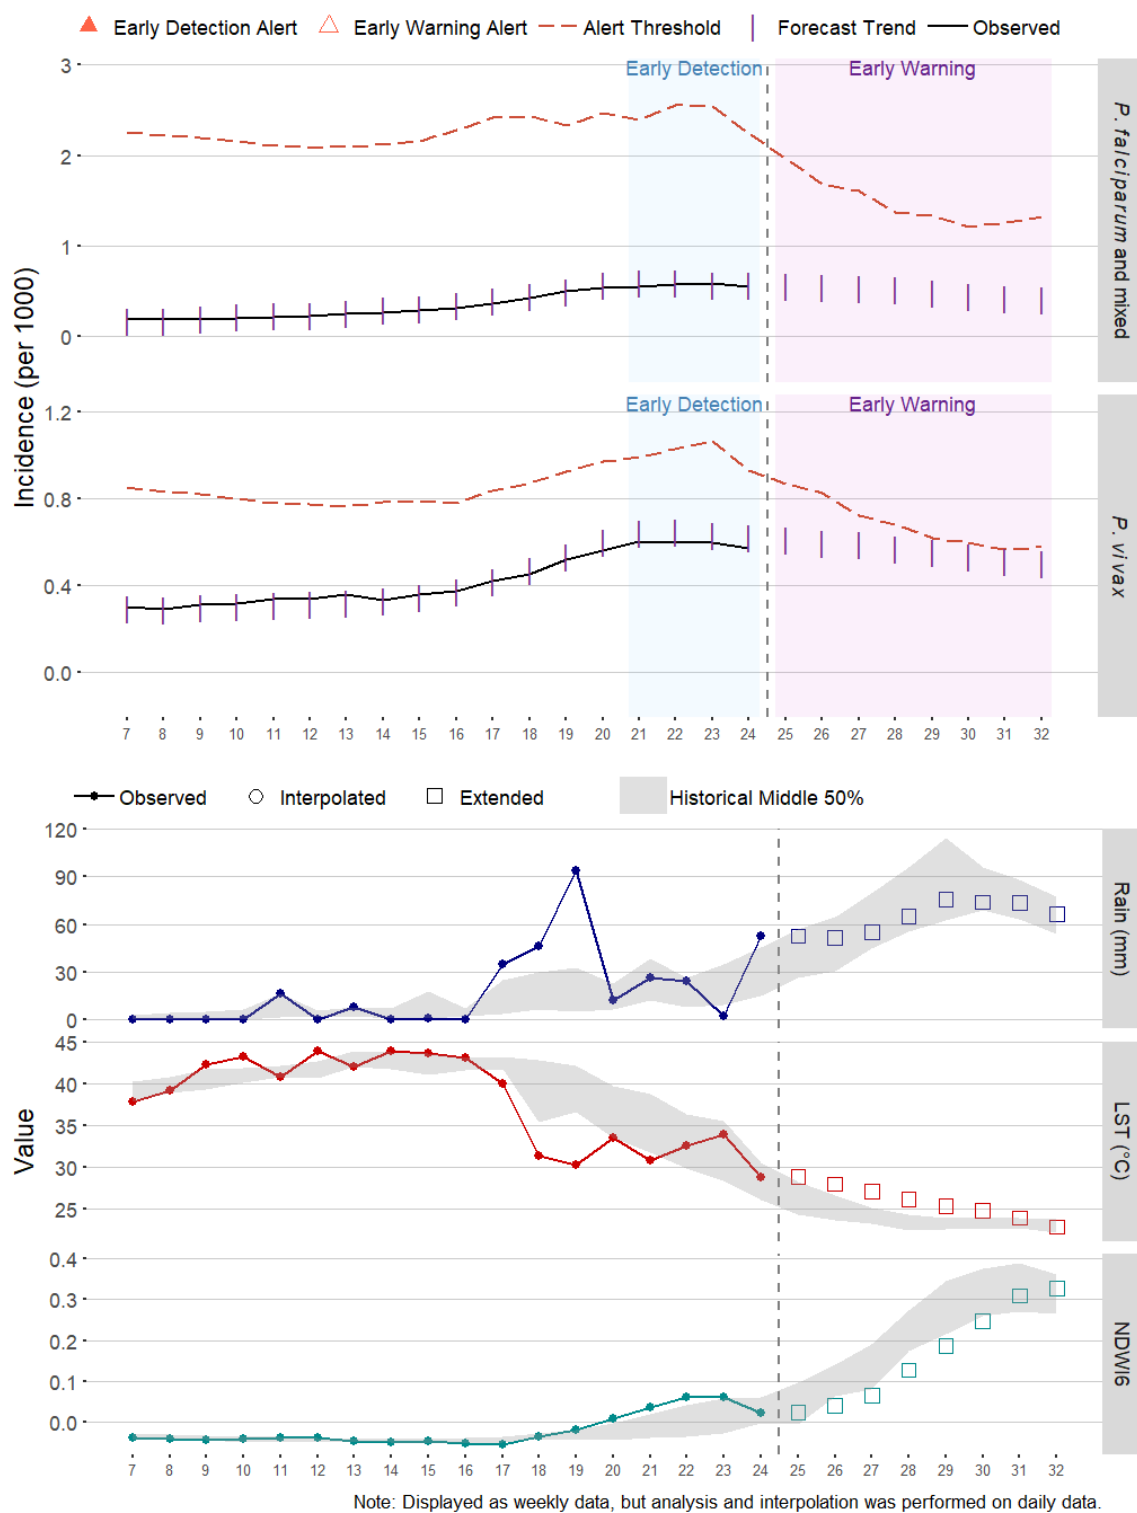 Early Detection Alert Early Warning Alert Alert Threshold Forecast Trend Observed
Incidence (per 1000)
3
2
1
0
Early Detection Early Warning
P. falciparum and mixed
1.2
0.8
0.4
0.0
Early Detection Early Warning
P. vivax
7 8 9 10 11 12 13 14 15 16 17 18 19 20 21 22 23 24 25 26 27 28 29 30 31 32
Observed Interpolated Extended Historical Middle 50%
Value
120
90
60
30
0
Rain (mm)
45
40
35
30
25
LST (°C)
0.4
0.3
0.2
0.1
0.0
NDWI6
7 8 9 10 11 12 13 14 15 16 17 18 19 20 21 22 23 24 25 26 27 28 29 30 31 32
Note: Displayed as weekly data, but analysis and interpolation was performed on daily data.